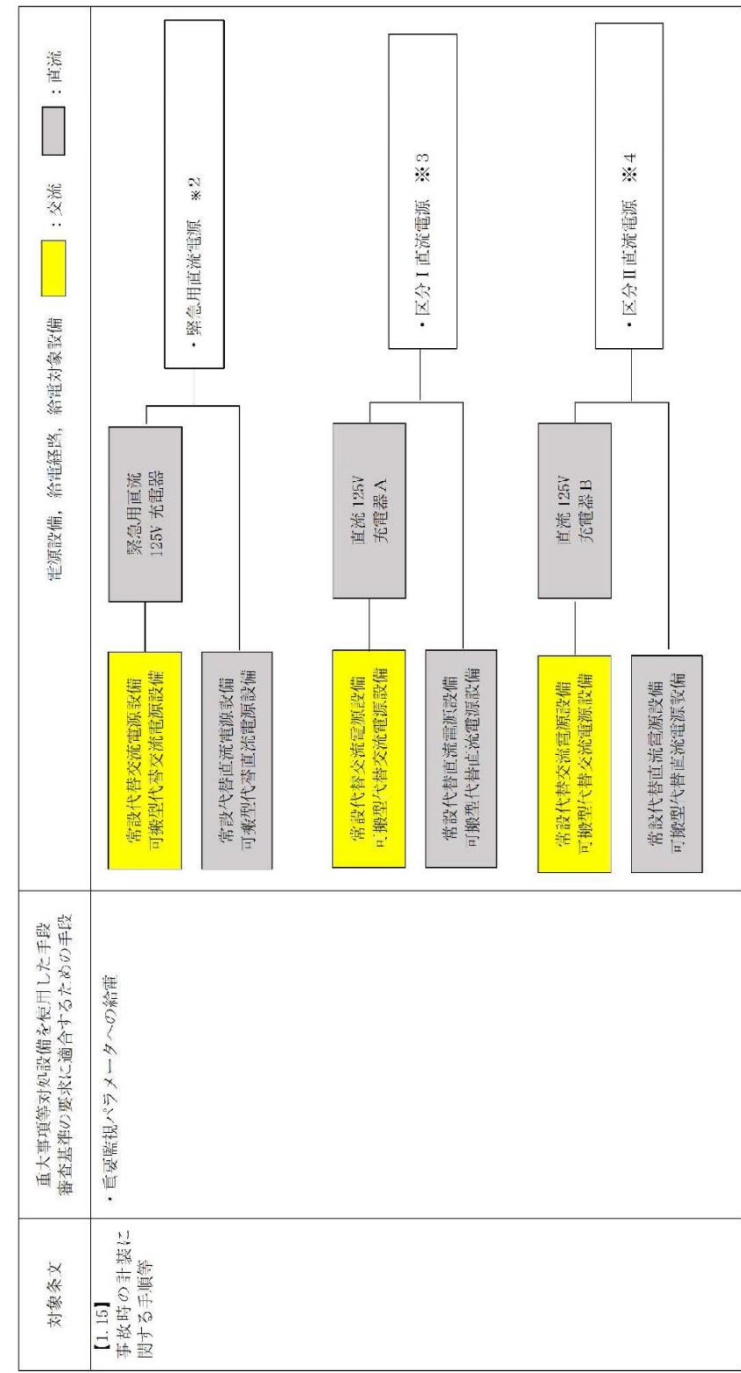 対象条文
重大事項等対処設備を使用した手段
審査基準の要求に適合するための手段
電源設備，給電経路，給電対象設備
：交流
：直流
【1.15】
事故時の計装に
関する手順等
・重要監視パラメータへの給電
常設代替交流電源設備
可搬型代替交流電源設備
緊急用直流
125V 充電器
常設代替直流電源設備
可搬型代替直流電源設備
・緊急用直流電源 ※2
常設代替交流電源設備
可搬型代替交流電源設備
直流 125V
充電器A
常設代替直流電源設備
可搬型代替直流電源設備
・区分Ⅰ直流電源 ※3
常設代替交流電源設備
可搬型代替交流電源設備
直流 125V
充電器B
常設代替直流電源設備
可搬型代替直流電源設備
・区分Ⅱ直流電源 ※4